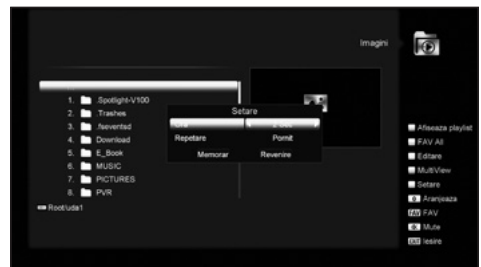 Imagini
1. .Spotlight-V100
2. .Trashes
3. .fseventsd
4. Download
5. E_Book
6. MUSIC
7. PICTURES
8. PVR
Root/uda1
Setare
Repetare Pornit
Memorar Revenire
Afiseaza playlist
FAV All
Editare
MultiView
Setare
Aranjeaza
FAV FAV
Mute
EXIT Iesire